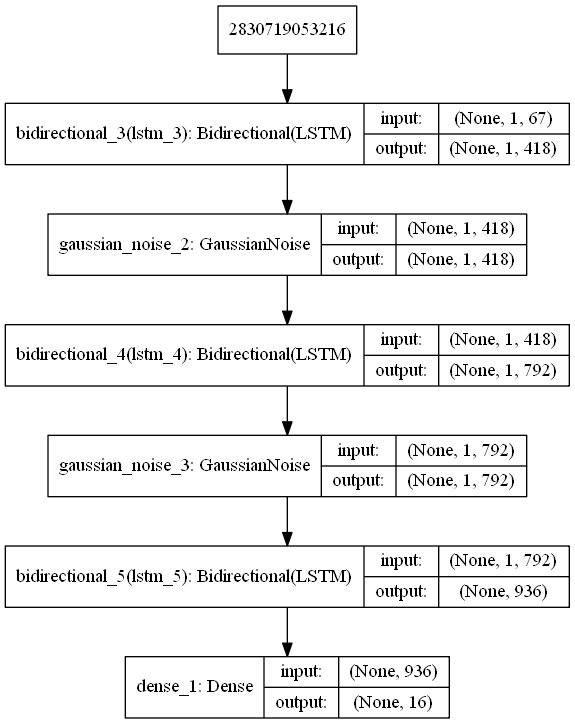 2830719053216
bidirectional_3(lstm_3): Bidirectional(LSTM)
input: (None, 1, 67)
output: (None, 1, 418)
gaussian_noise_2: GaussianNoise
input: (None, 1, 418)
output: (None, 1, 418)
bidirectional_4(lstm_4): Bidirectional(LSTM)
input: (None, 1, 418)
output: (None, 1, 792)
gaussian_noise_3: GaussianNoise
input: (None, 1, 792)
output: (None, 1, 792)
bidirectional_5(lstm_5): Bidirectional(LSTM)
input: (None, 1, 792)
output: (None, 936)
dense_1: Dense
input: (None, 936)
output: (None, 16)